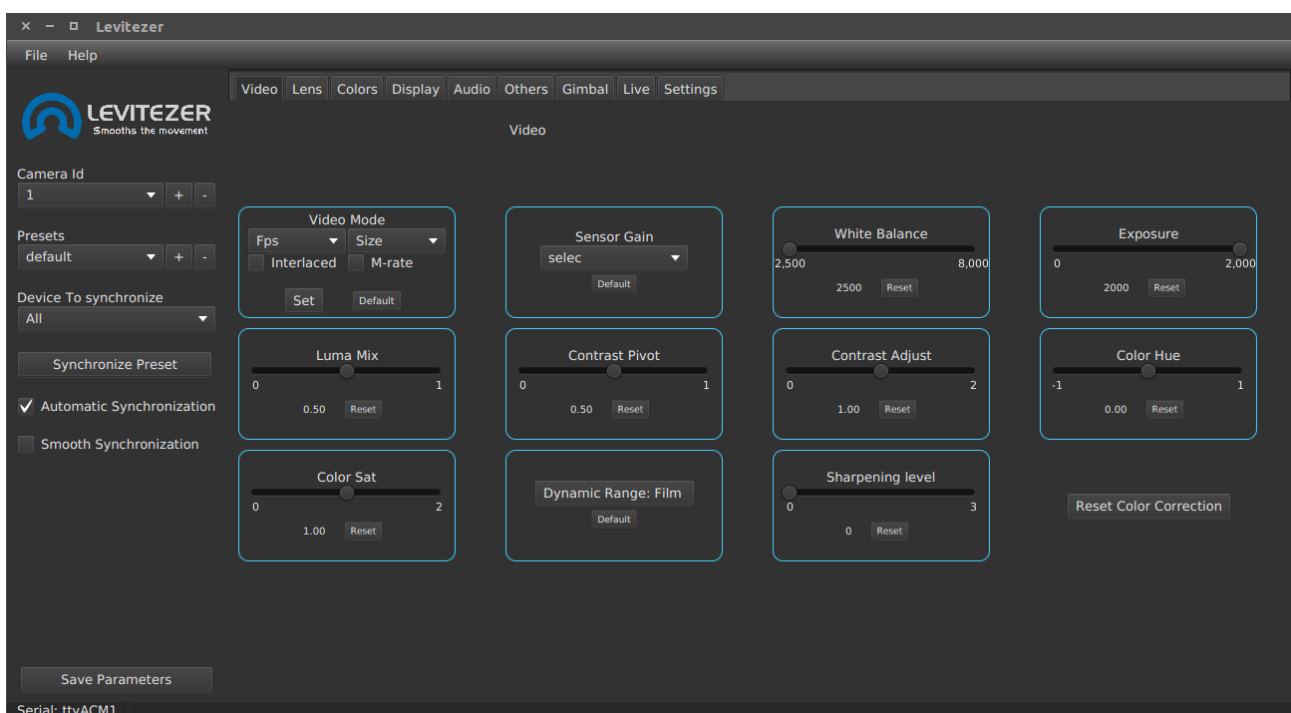 Levitezer
File Help
LEVITEZER
Smooths the movement
Camera Id
1 + -
Presets
default + -
Device To synchronize
All
Synchronize Preset
Automatic Synchronization
Smooth Synchronization
Save Parameters
Serial: ttyACM1
Video Lens Colors Display Audio Others Gimbal Live Settings
Video
Video Mode
Fps Size
Interlaced M-rate
Set Default
Sensor Gain
selec
Default
White Balance
2,500 8,000
2500 Reset
Exposure
0 2,000
2000 Reset
Luma Mix
0 1
0.50 Reset
Contrast Pivot
0 1
0.50 Reset
Contrast Adjust
0 2
1.00 Reset
Color Hue
-1 1
0.00 Reset
Color Sat
0 2
1.00 Reset
Dynamic Range: Film
Default
Sharpening level
0 3
0 Reset
Reset Color Correction